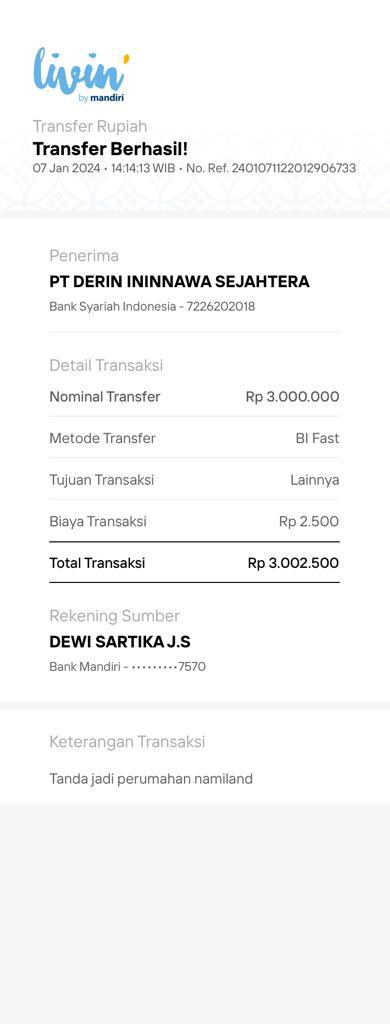 livin'
by mandiri
Transfer Rupiah
Transfer Berhasil!
07 Jan 2024 • 14:14:13 WIB • No. Ref. 2401071122012906733
Penerima
PT DERIN ININNAWA SEJAHTERA
Bank Syariah Indonesia - 7226202018
Detail Transaksi
Nominal Transfer Rp 3.000.000
Metode Transfer BI Fast
Tujuan Transaksi Lainnya
Biaya Transaksi Rp 2.500
Total Transaksi Rp 3.002.500
Rekening Sumber
DEWI SARTIKA J.S
Bank Mandiri - •••••••••7570
Keterangan Transaksi
Tanda jadi perumahan namiland